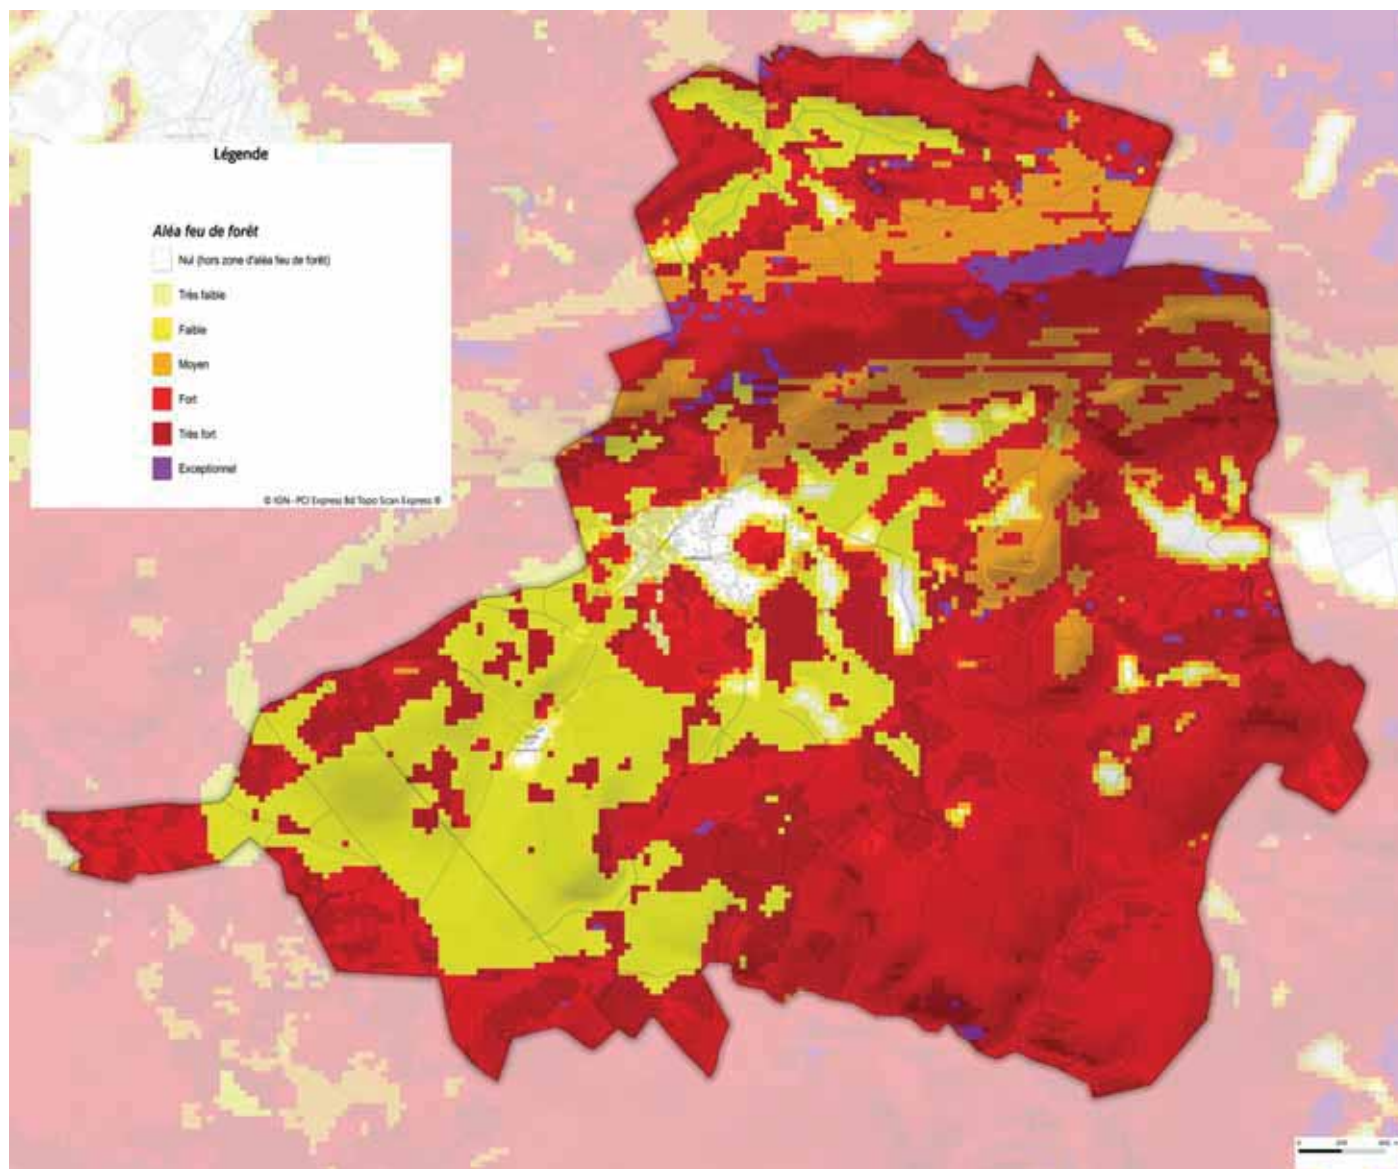 Légende
Aléa feu de forêt
Nul (hors zone d'aléa feu de forêt)
Très faible
Faible
Moyen
Fort
Très fort
Exceptionnel
© IGN - PCI Express Bd Topo Scan Express ®
0